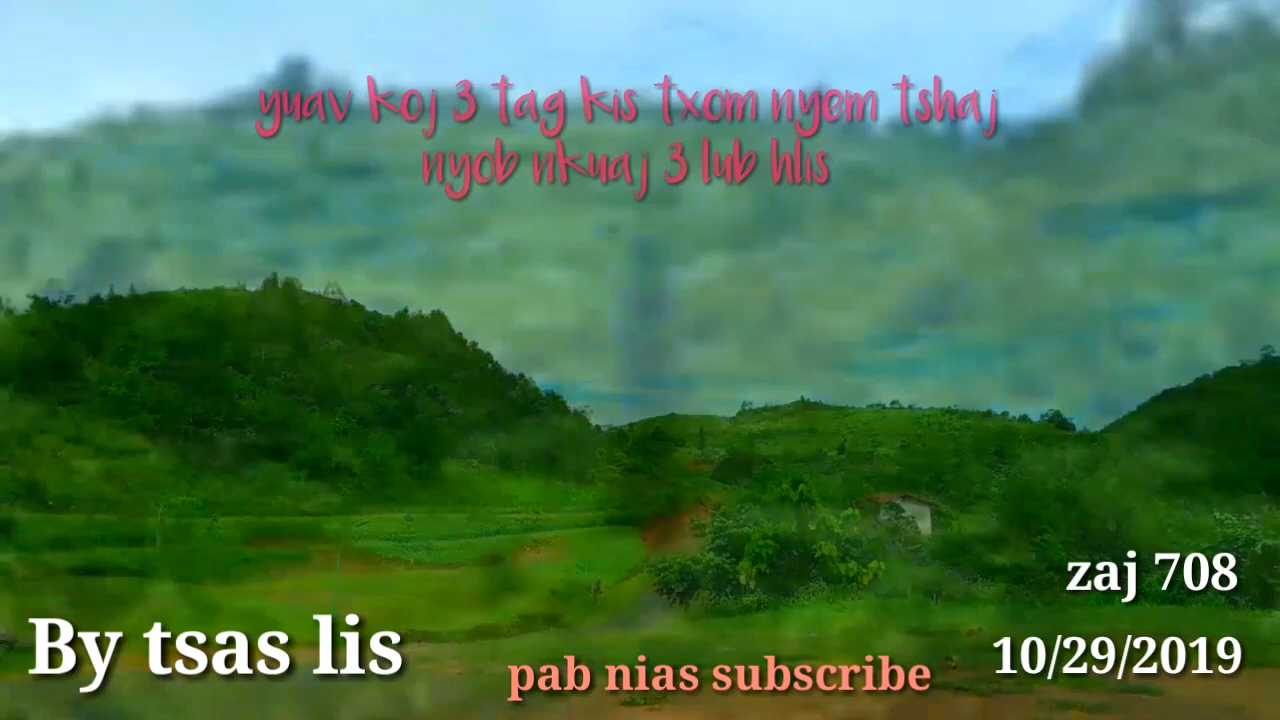 yuav koj 3 tag kis txom nyem tshaj
nyob nkuaj 3 lub hlis
zaj 708
By tsas lis
10/29/2019
pab nias subscribe